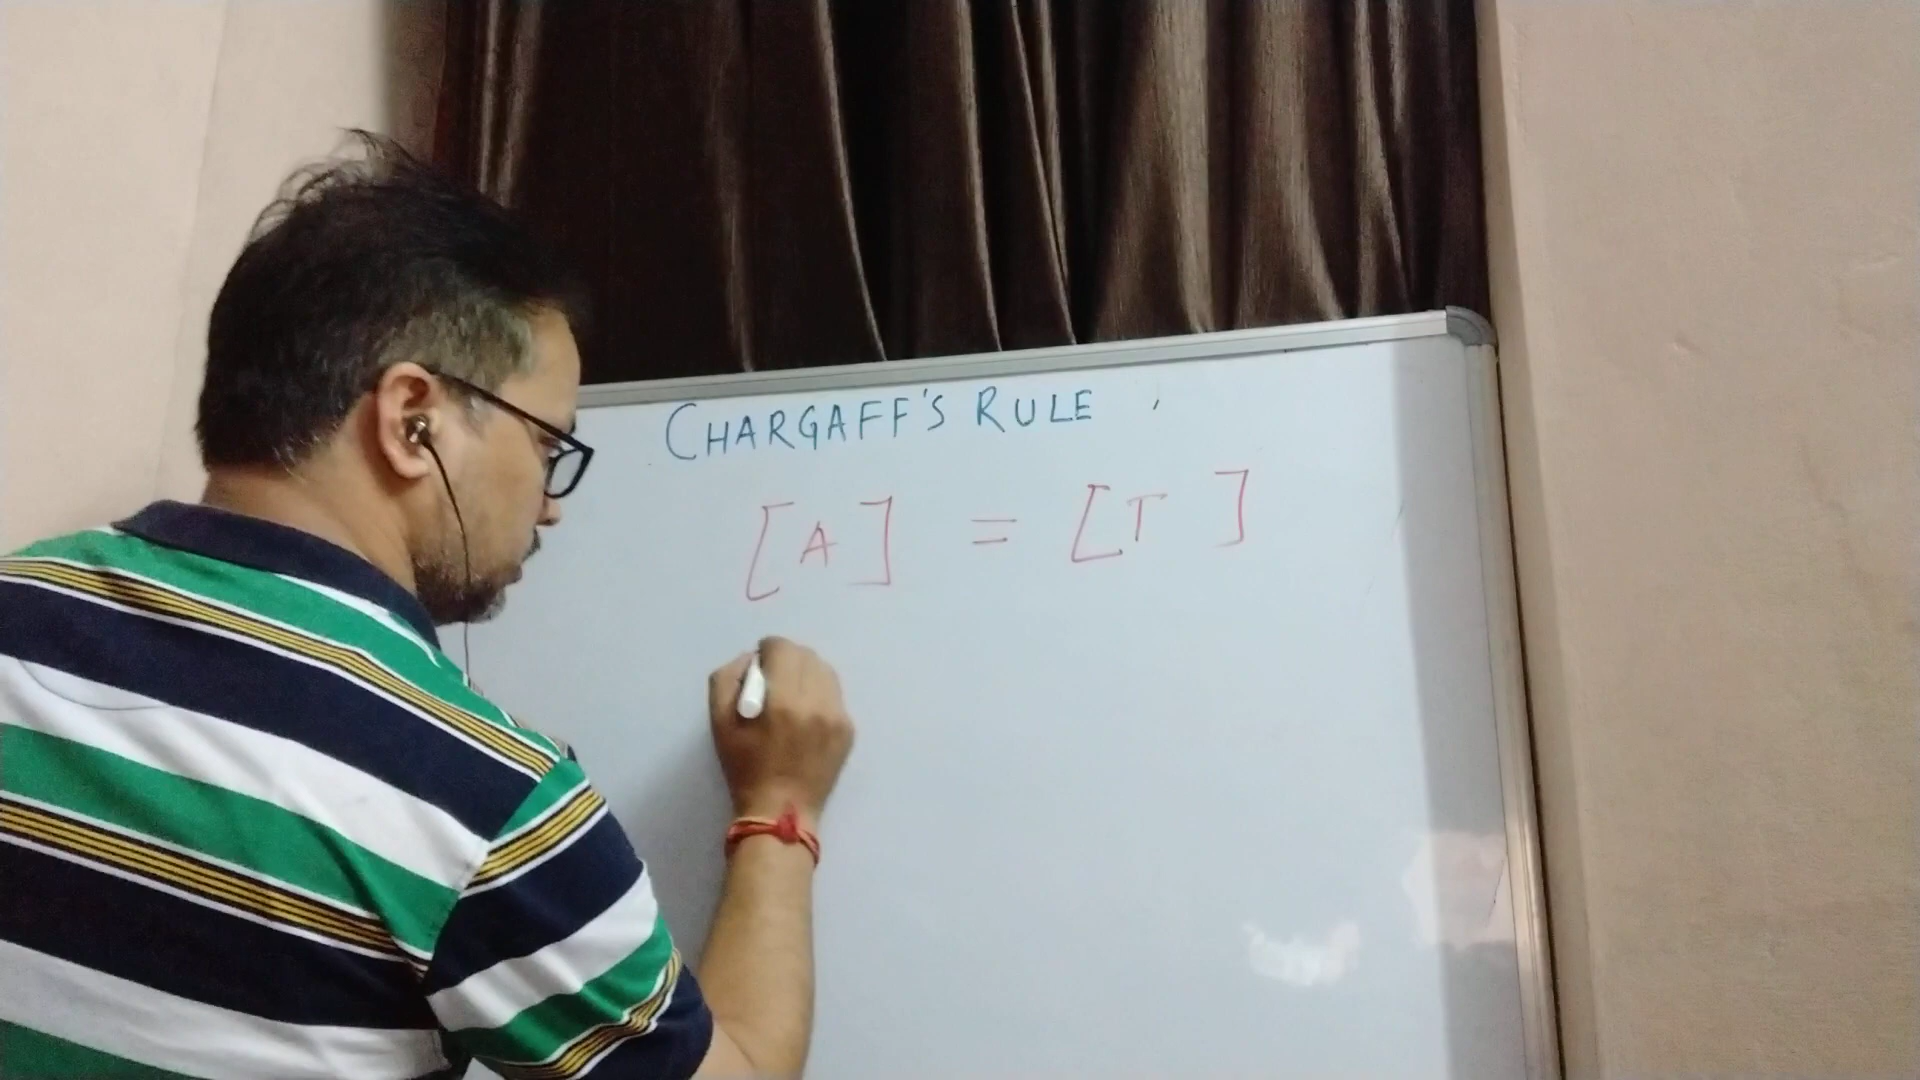 CHARGAFF'S RULE
[A] = [T]